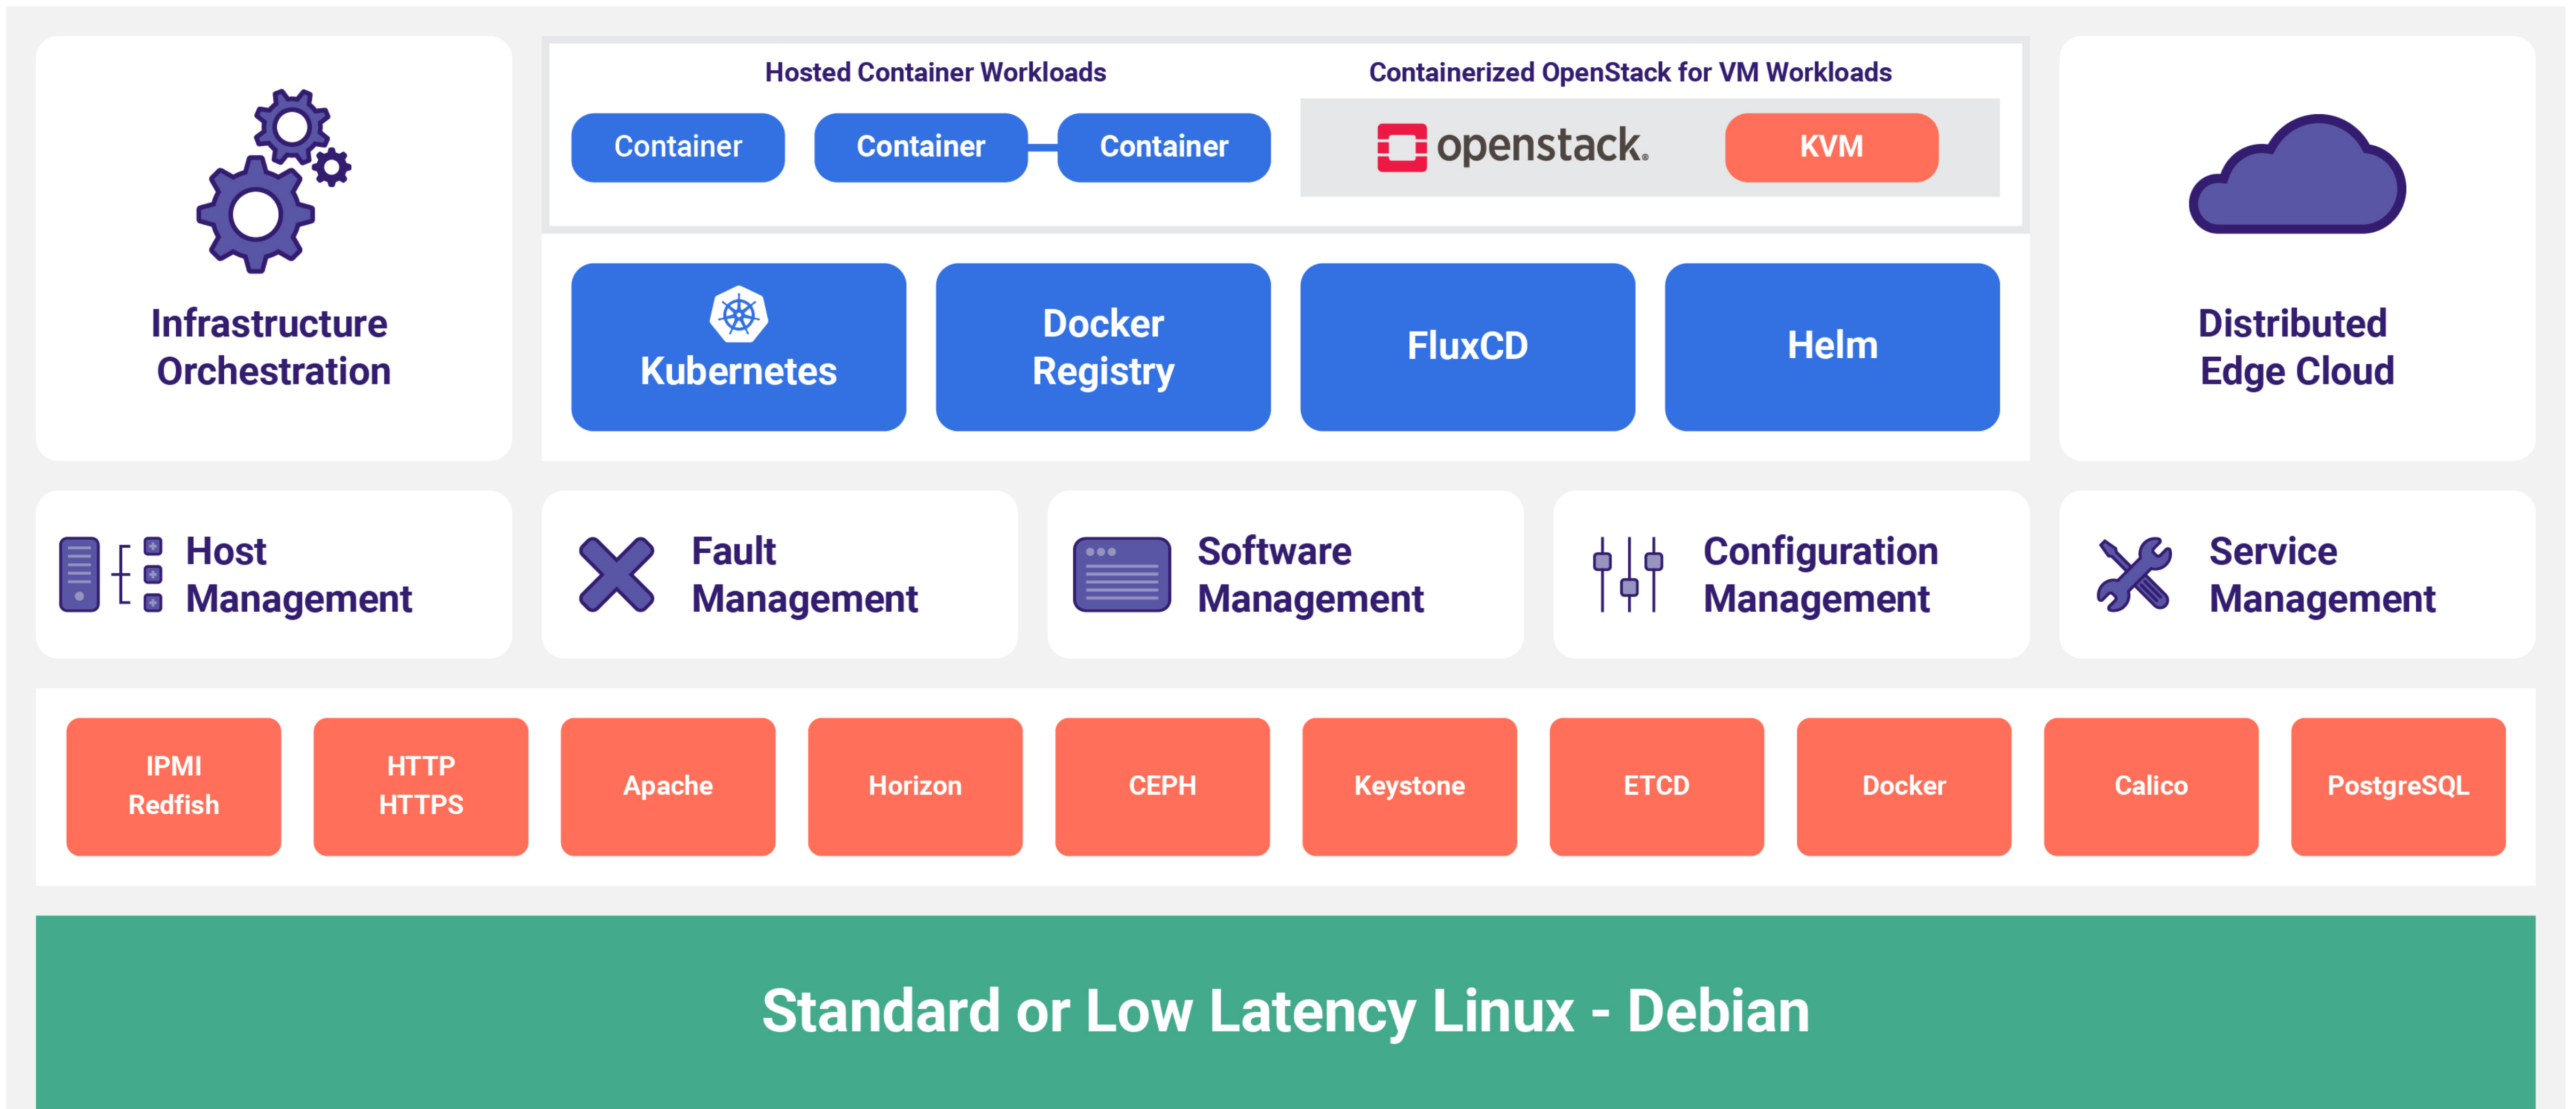 Infrastructure
Orchestration
Hosted Container Workloads
Container
Container
Container
Containerized OpenStack for VM Workloads
openstack®
KVM
Kubernetes
Docker
Registry
FluxCD
Helm
Distributed
Edge Cloud
Host
Management
Fault
Management
Software
Management
Configuration
Management
Service
Management
IPMI
Redfish
HTTP
HTTPS
Apache
Horizon
CEPH
Keystone
ETCD
Docker
Calico
PostgreSQL
Standard or Low Latency Linux - Debian